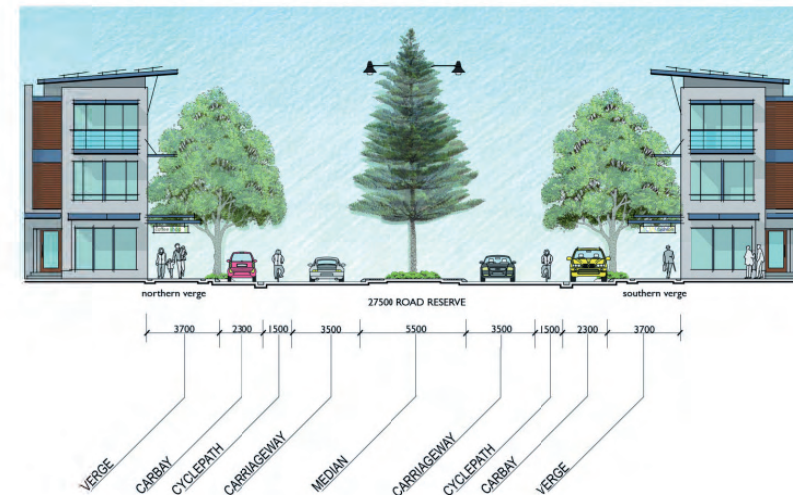 northern verge
27500 ROAD RESERVE
southern verge
3700 2300 1500 3500 5500 3500 1500 2300 3700
VERGE
CARBAY
CYCLEPATH
CARRIAGEWAY
MEDIAN
CARRIAGEWAY
CYCLEPATH
CARBAY
VERGE